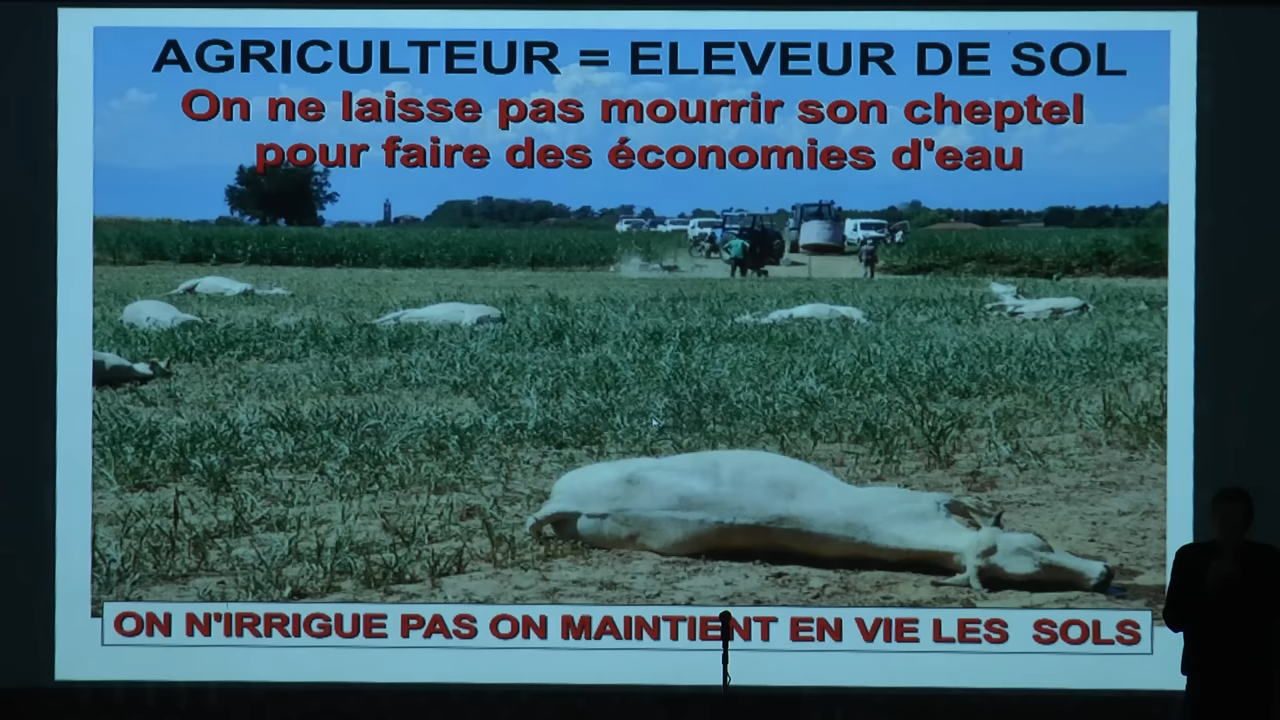 AGRICULTEUR = ELEVEUR DE SOL
On ne laisse pas mourrir son cheptel
pour faire des économies d'eau
ON N'IRRIGUE PAS ON MAINTIENT EN VIE LES SOLS